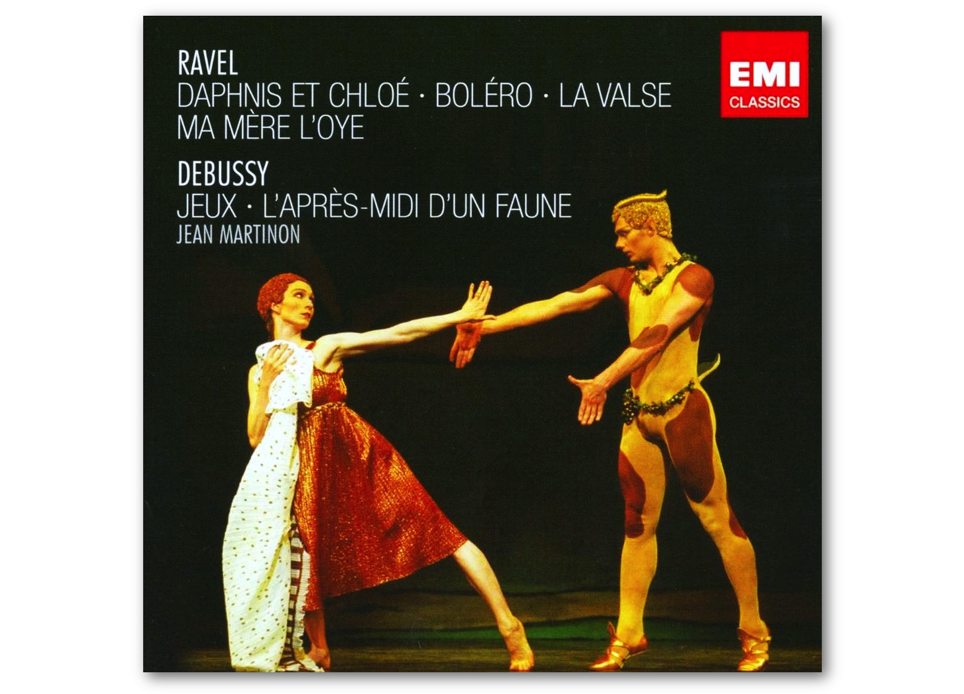 RAVEL
DAPHNIS ET CHLOÉ · BOLÉRO · LA VALSE
MA MÈRE L'OYE
DEBUSSY
JEUX · L'APRÈS-MIDI D'UN FAUNE
JEAN MARTINON
EMI
CLASSICS